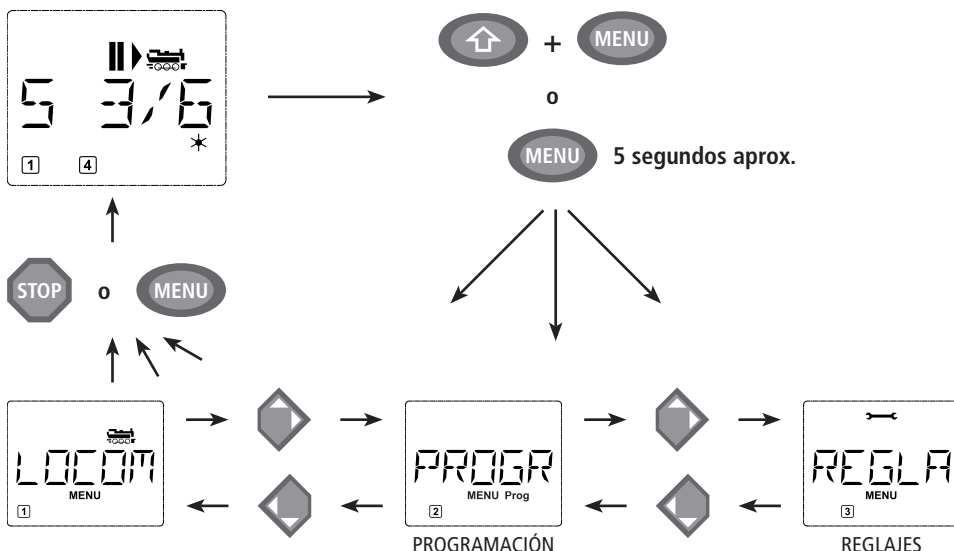 + MENU
S 3/6
o
1 4
MENU 5 segundos aprox.
STOP o MENU
LOCOM
MENU
1
PROGR
MENU Prog
2
REGLA
MENU
3
PROGRAMACIÓN
REGLAJES